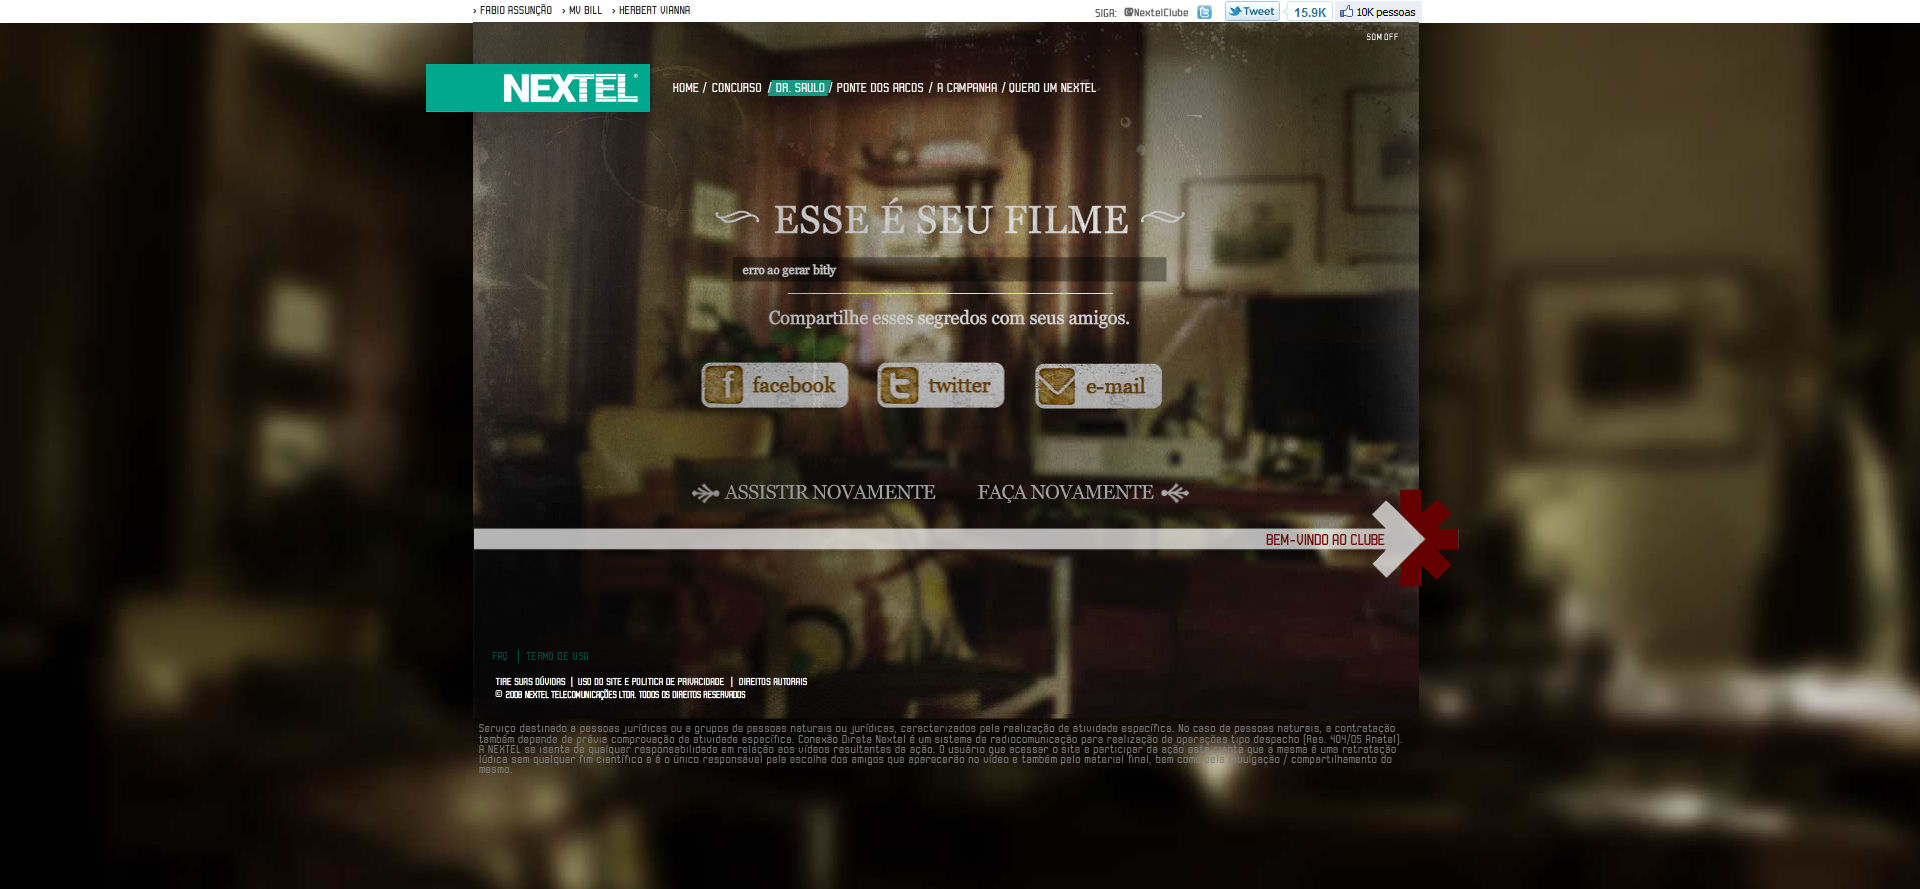 › FABIO ASSUNÇÃO › MV BILL › HERBERT VIANNA
SIGA: @NextelClube Tweet 15.9K 10K pessoas
SOM OFF
NEXTEL
HOME / CONCURSO / DR. SAULO / PONTE DOS ARCOS / A CAMPANHA / QUERO UM NEXTEL
ESSE É SEU FILME
erro ao gerar bitly
Compartilhe esses segredos com seus amigos.
facebook twitter e-mail
ASSISTIR NOVAMENTE FAÇA NOVAMENTE
BEM-VINDO AO CLUBE
FAQ | TERMO DE USO
TIRE SUAS DÚVIDAS | USO DO SITE E POLITICA DE PRIVACIDADE | DIREITOS AUTORAIS
© 2008 NEXTEL TELECOMUNICAÇÕES LTDA. TODOS OS DIREITOS RESERVADOS
Serviço destinado a pessoas jurídicas ou a grupos de pessoas naturais ou jurídicas, caracterizados pela realização de atividade específica. No caso de pessoas naturais, a contratação
também depende de prévia comprovação da atividade específica. Conexão Direta Nextel é um sistema de radiocomunicação para realização de operações tipo despacho (Res. 404/05 Anatel).
A NEXTEL se isenta de qualquer responsabilidade em relação aos vídeos resultantes da ação. O usuário que acessar o site e participar da ação está ciente que a mesma é uma retratação
lúdica sem qualquer fim científico e é o único responsável pela escolha dos amigos que aparecerão no vídeo e também pelo material final, bem como pela divulgação / compartilhamento do
mesmo.